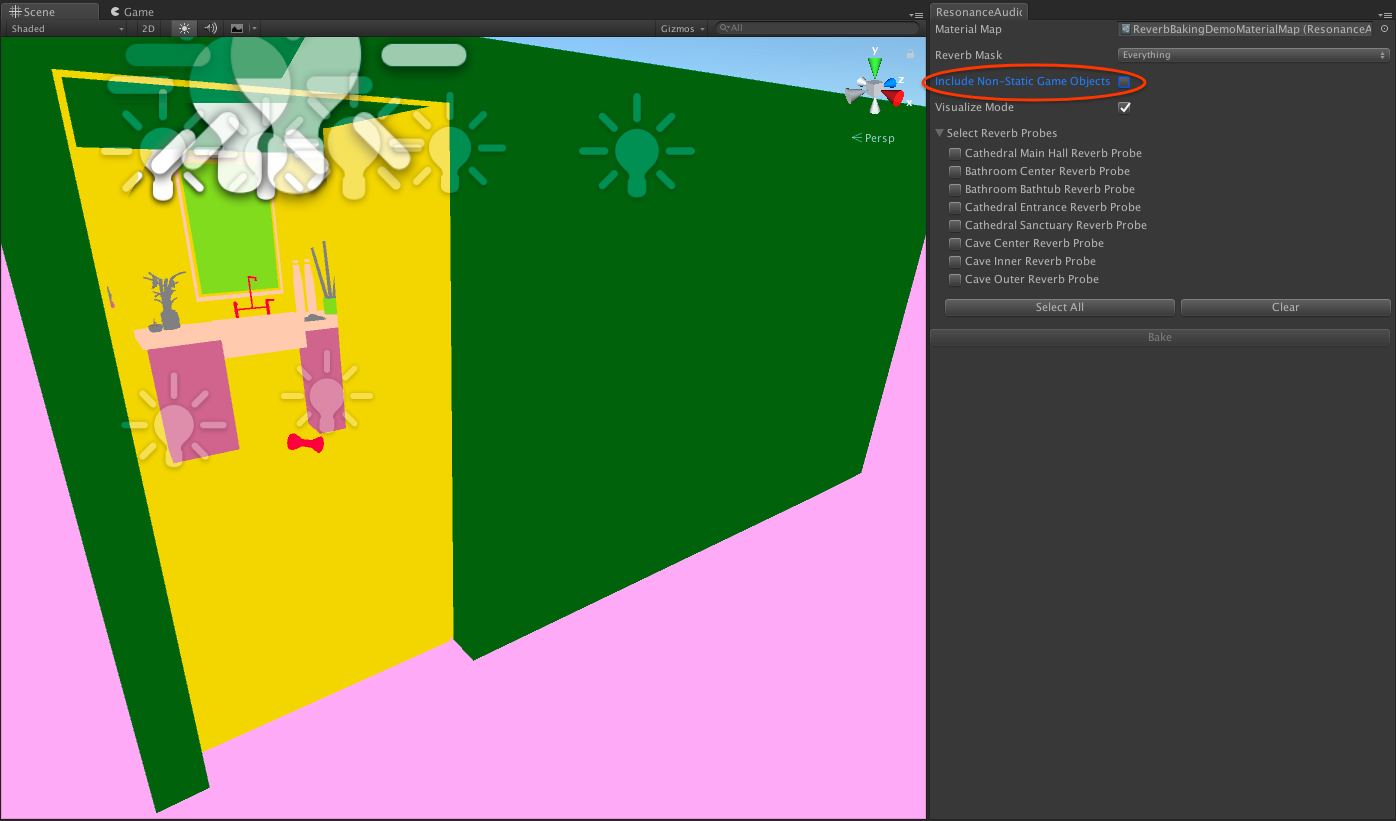 Scene
Game
ResonanceAudio
Shaded
2D
Gizmos
All
Material Map
ReverbBakingDemoMaterialMap (ResonanceA
Reverb Mask
Everything
Include Non-Static Game Objects
Visualize Mode
Select Reverb Probes
Cathedral Main Hall Reverb Probe
Bathroom Center Reverb Probe
Bathroom Bathtub Reverb Probe
Cathedral Entrance Reverb Probe
Cathedral Sanctuary Reverb Probe
Cave Center Reverb Probe
Cave Inner Reverb Probe
Cave Outer Reverb Probe
Select All
Clear
Bake
y
z
x
Persp